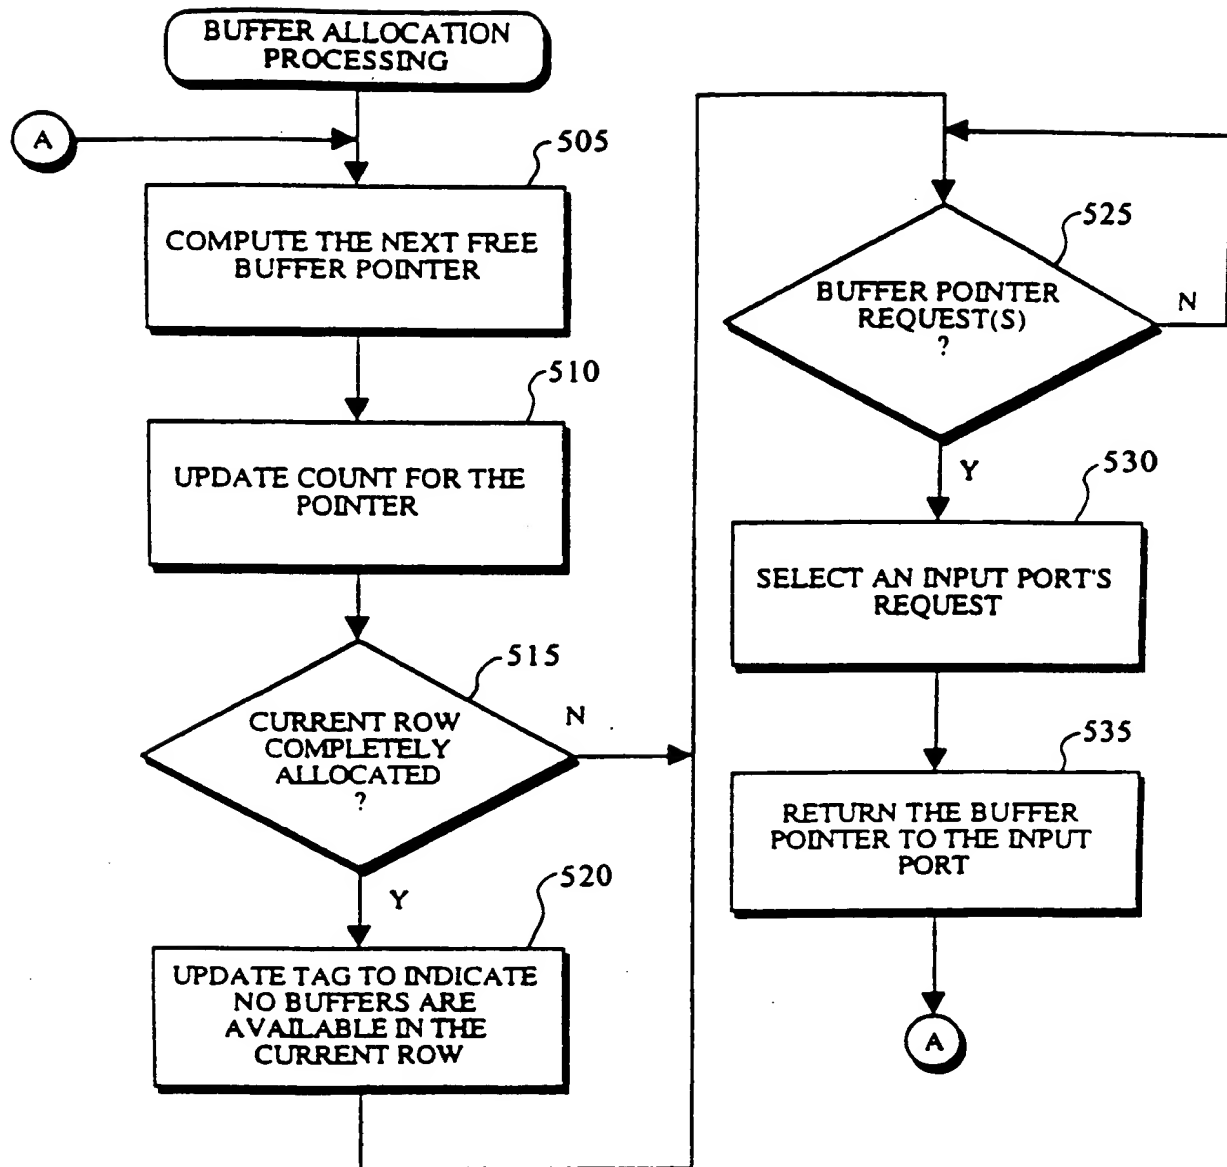 BUFFER ALLOCATION
PROCESSING
A
505
COMPUTE THE NEXT FREE
BUFFER POINTER
510
UPDATE COUNT FOR THE
POINTER
515
CURRENT ROW
COMPLETELY
ALLOCATED
?
N
Y
520
UPDATE TAG TO INDICATE
NO BUFFERS ARE
AVAILABLE IN THE
CURRENT ROW
525
BUFFER POINTER
REQUEST(S)
?
N
Y
530
SELECT AN INPUT PORT'S
REQUEST
535
RETURN THE BUFFER
POINTER TO THE INPUT
PORT
A